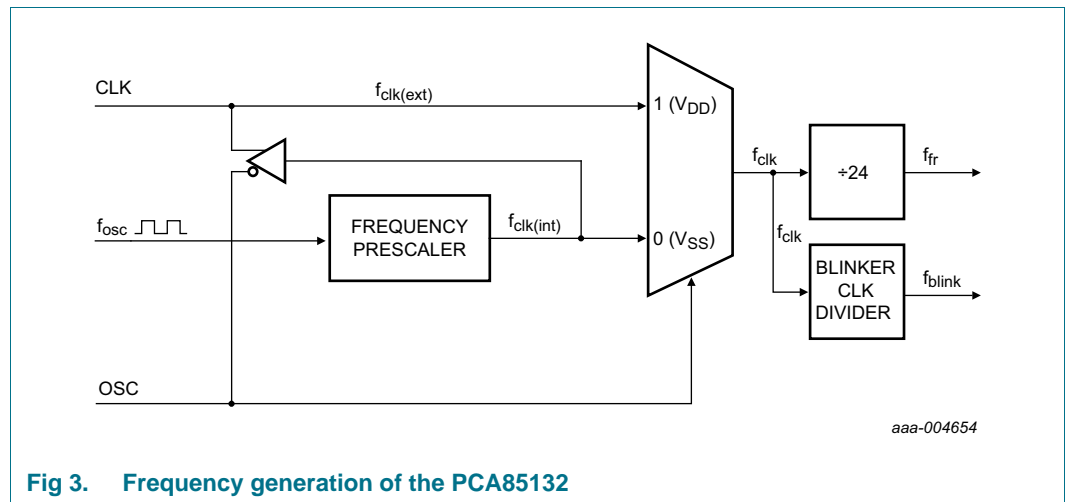 CLK
fclk(ext)
1 (VDD)
fclk
÷24
ffr
fosc
FREQUENCY
PRESCALER
fclk(int)
0 (VSS)
fclk
BLINKER
CLK
DIVIDER
fblink
OSC
aaa-004654
Fig 3. Frequency generation of the PCA85132